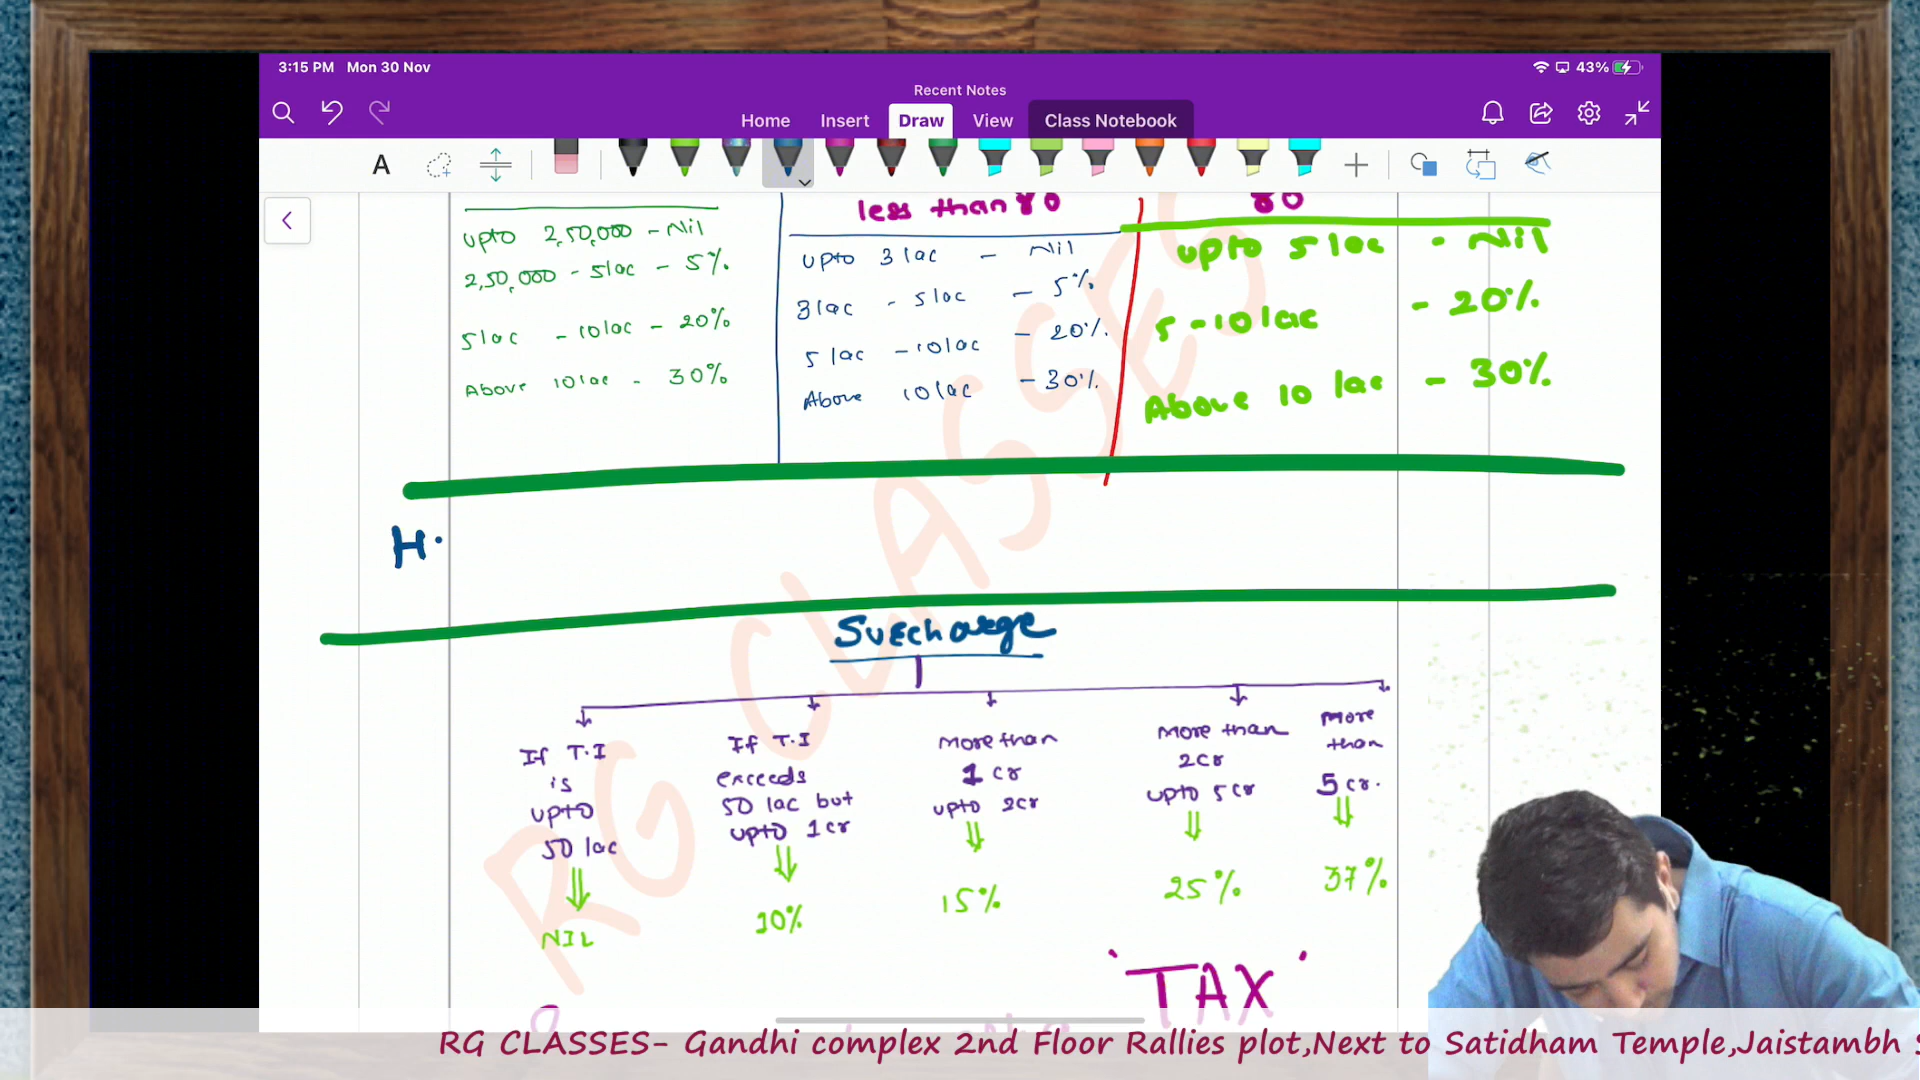 3:15 PM Mon 30 Nov
43%
Recent Notes
Home Insert Draw View Class Notebook
A
less than 80
80
upto 2,50,000 - Nil
2,50,000 - 5lac - 5%
5lac - 10lac - 20%
Above 10lac - 30%
upto 3 lac - Nil
3lac - 5lac - 5%
5 lac - 10lac - 20%
Above 10lac - 30%
upto 5 lac - Nil
5 - 10 lac - 20%
Above 10 lac - 30%
H.
Surcharge
If T.I
is
upto
50 lac
NIL
If T.I
exceeds
50 lac but
upto 1cr
10%
More than
1 cr
upto 2cr
15%
More than
2cr
upto 5cr
25%
More
than
5 cr.
37%
'TAX'
RG CLASSES
RG CLASSES- Gandhi complex 2nd Floor Rallies plot,Next to Satidham Temple,Jaistambh